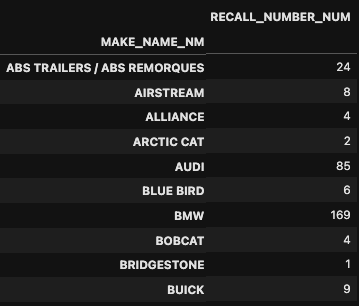 RECALL_NUMBER_NUM
MAKE_NAME_NM
ABS TRAILERS / ABS REMORQUES 24
AIRSTREAM 8
ALLIANCE 4
ARCTIC CAT 2
AUDI 85
BLUE BIRD 6
BMW 169
BOBCAT 4
BRIDGESTONE 1
BUICK 9